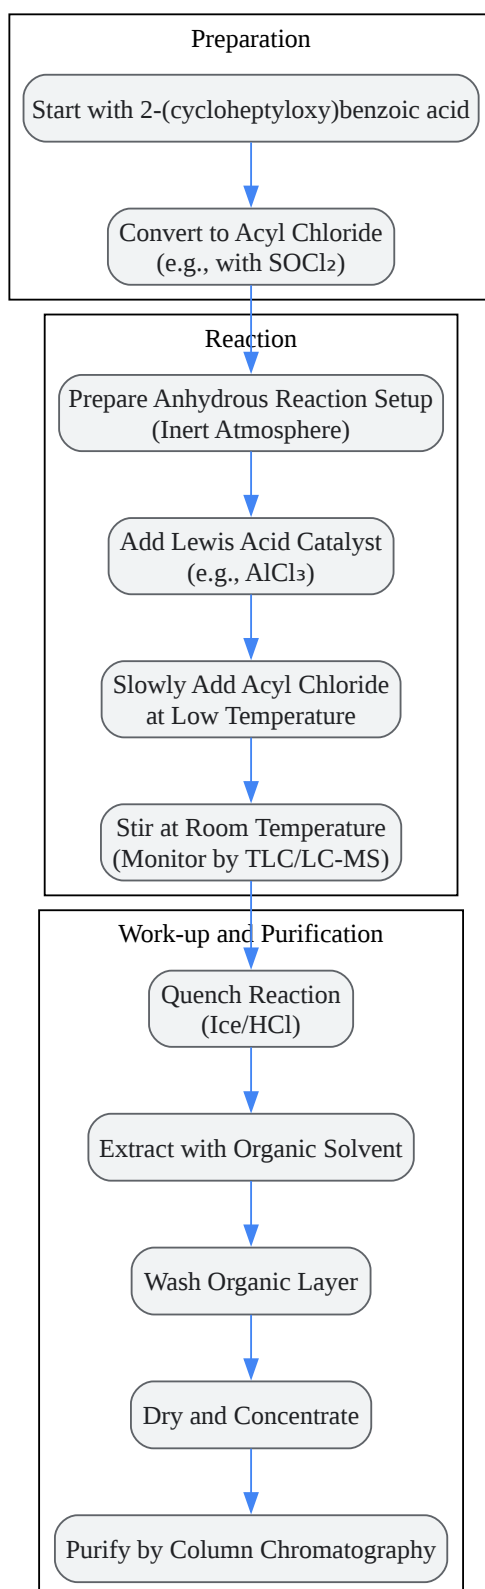 Preparation
Start with 2-(cycloheptyloxy)benzoic acid
Convert to Acyl Chloride
(e.g., with SOCl₂)
Reaction
Prepare Anhydrous Reaction Setup
(Inert Atmosphere)
Add Lewis Acid Catalyst
(e.g., AlCl₃)
Slowly Add Acyl Chloride
at Low Temperature
Stir at Room Temperature
(Monitor by TLC/LC-MS)
Work-up and Purification
Quench Reaction
(Ice/HCl)
Extract with Organic Solvent
Wash Organic Layer
Dry and Concentrate
Purify by Column Chromatography